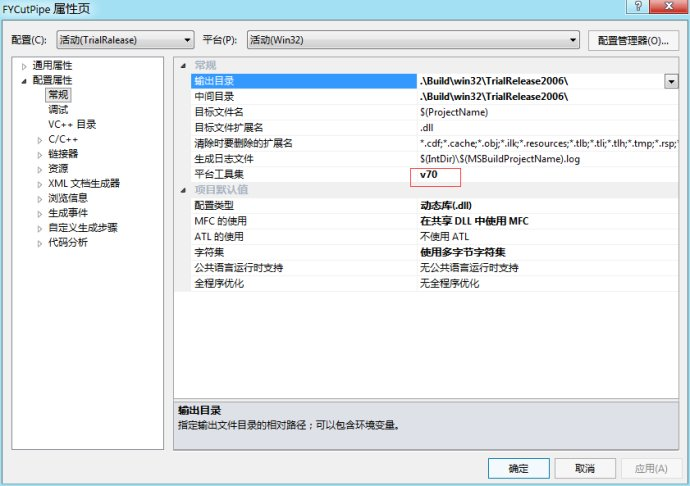 FYCutPipe 属性页
配置(C): 活动(TrialRalease) 平台(P): 活动(Win32) 配置管理器(O)...
通用属性
配置属性
常规
调试
VC++ 目录
C/C++
链接器
资源
XML 文档生成器
浏览信息
生成事件
自定义生成步骤
代码分析
常规
输出目录 .\Build\win32\TrialRelease2006\
中间目录 .\Build\win32\TrialRelease2006\
目标文件名 $(ProjectName)
目标文件扩展名 .dll
清除时要删除的扩展名 *.cdf;*.cache;*.obj;*.ilk;*.resources;*.tlb;*.tli;*.tlh;*.tmp;*.rsp;*
生成日志文件 $(IntDir)\$(MSBuildProjectName).log
平台工具集 v70
项目默认值
配置类型 动态库(.dll)
MFC 的使用 在共享 DLL 中使用 MFC
ATL 的使用 不使用 ATL
字符集 使用多字节字符集
公共语言运行时支持 无公共语言运行时支持
全程序优化 无全程序优化
输出目录
指定输出文件目录的相对路径；可以包含环境变量。
确定 取消 应用(A)